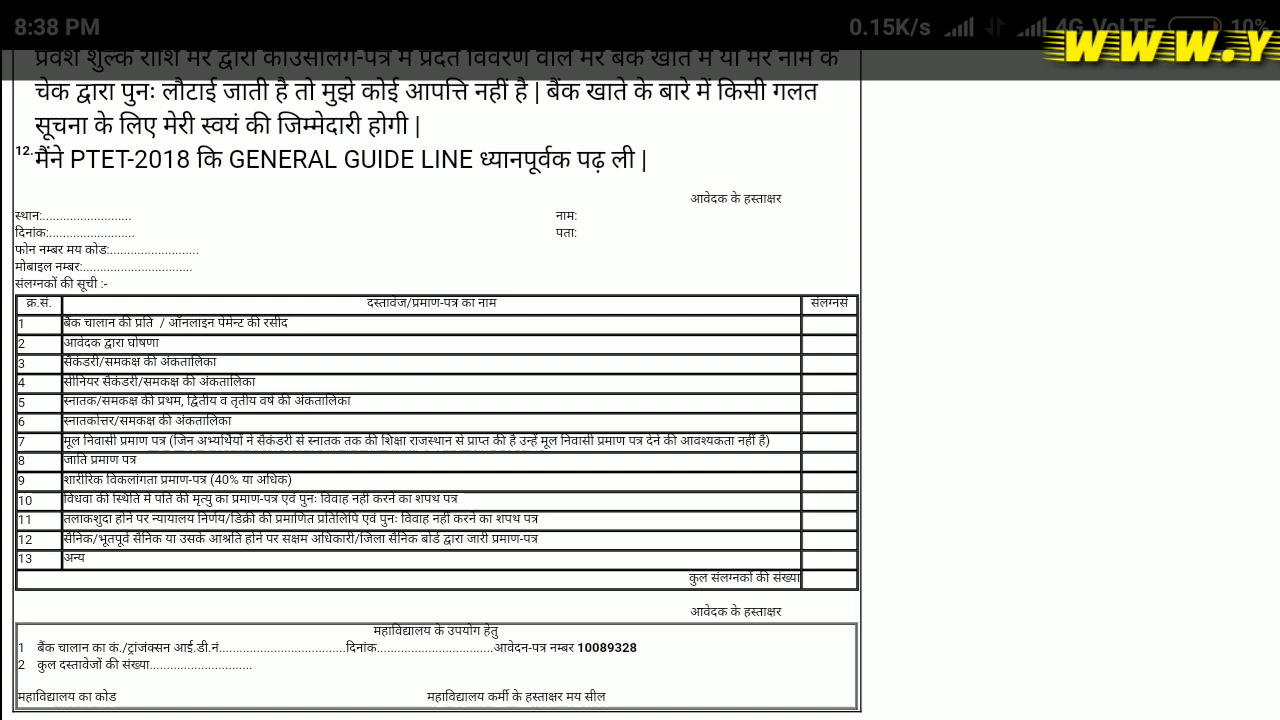 8:38 PM 0.15K/s 4G VoLTE 10%
WWW.Y
प्रवेश शुल्क राशि मेरे द्वारा काउंसलिंग-पत्र में प्रदत विवरण वाले मेरे बैंक खाते में या मेरे नाम के
चेक द्वारा पुनः लौटाई जाती है तो मुझे कोई आपत्ति नहीं है | बैंक खाते के बारे में किसी गलत
सूचना के लिए मेरी स्वयं की जिम्मेदारी होगी |
12. मैंने PTET-2018 कि GENERAL GUIDE LINE ध्यानपूर्वक पढ़ ली |
आवेदक के हस्ताक्षर
स्थान:.......................... नाम:
दिनांक:......................... पता:
फोन नम्बर मय कोड:..........................
मोबाइल नम्बर:................................
संलग्नकों की सूची :-
क्र.सं. दस्तावेज/प्रमाण-पत्र का नाम संलग्नसं
1 बैंक चालान की प्रति / ऑनलाइन पेमेन्ट की रसीद
2 आवेदक द्वारा घोषणा
3 सैकंडरी/समकक्ष की अंकतालिका
4 सीनियर सैकंडरी/समकक्ष की अंकतालिका
5 स्नातक/समकक्ष की प्रथम, द्वितीय व तृतीय वर्ष की अंकतालिका
6 स्नातकोत्तर/समकक्ष की अंकतालिका
7 मूल निवासी प्रमाण पत्र (जिन अभ्यर्थियों ने सैकंडरी से स्नातक तक की शिक्षा राजस्थान से प्राप्त की है उन्हें मूल निवासी प्रमाण पत्र देने की आवश्यकता नहीं है)
8 जाति प्रमाण पत्र
9 शारीरिक विकलांगता प्रमाण-पत्र (40% या अधिक)
10 विधवा की स्थिति में पति की मृत्यु का प्रमाण-पत्र एवं पुनः विवाह नहीं करने का शपथ पत्र
11 तलाकशुदा होने पर न्यायालय निर्णय/डिक्री की प्रमाणित प्रतिलिपि एवं पुनः विवाह नहीं करने का शपथ पत्र
12 सैनिक/भूतपूर्व सैनिक या उसके आश्रति होने पर सक्षम अधिकारी/जिला सैनिक बोर्ड द्वारा जारी प्रमाण-पत्र
13 अन्य
कुल संलग्नकों की संख्या
आवेदक के हस्ताक्षर
महाविद्यालय के उपयोग हेतु
1 बैंक चालान का कं./ट्रांजंक्सन आई.डी.नं.....................................दिनांक..................................आवेदन-पत्र नम्बर 10089328
2 कुल दस्तावेजों की संख्या..............................
महाविद्यालय का कोड महाविद्यालय कर्मी के हस्ताक्षर मय सील